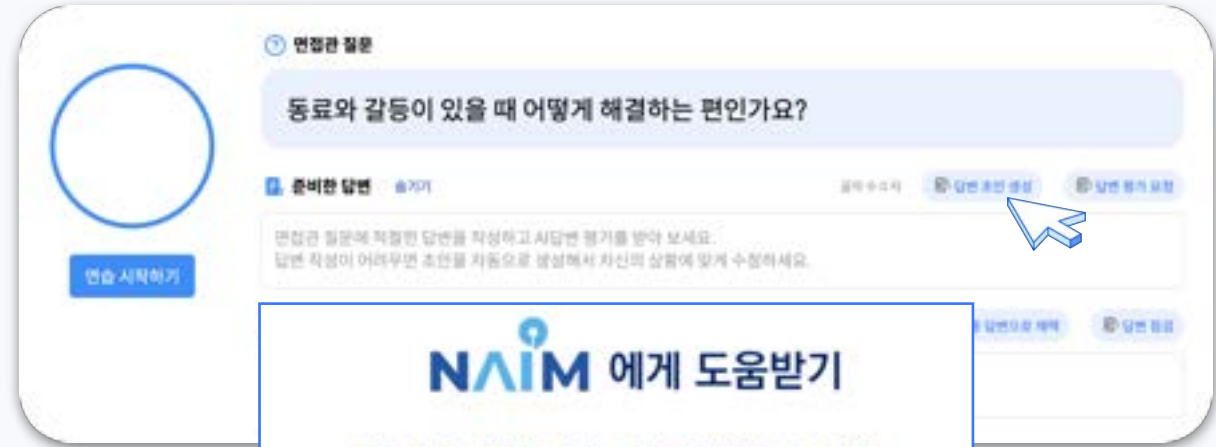 면접관 질문
동료와 갈등이 있을 때 어떻게 해결하는 편인가요?
준비한 답변 숨기기
답변 초안 생성 답변 평가 요청
면접관 질문에 적절한 답변을 작성하고 AI답변 평가를 받아 보세요.
답변 작성이 어려우면 초안을 자동으로 생성해서 자신의 상황에 맞게 수정하세요.
연습 시작하기
답변으로 채택 답변 점검
NAIM 에게 도움받기